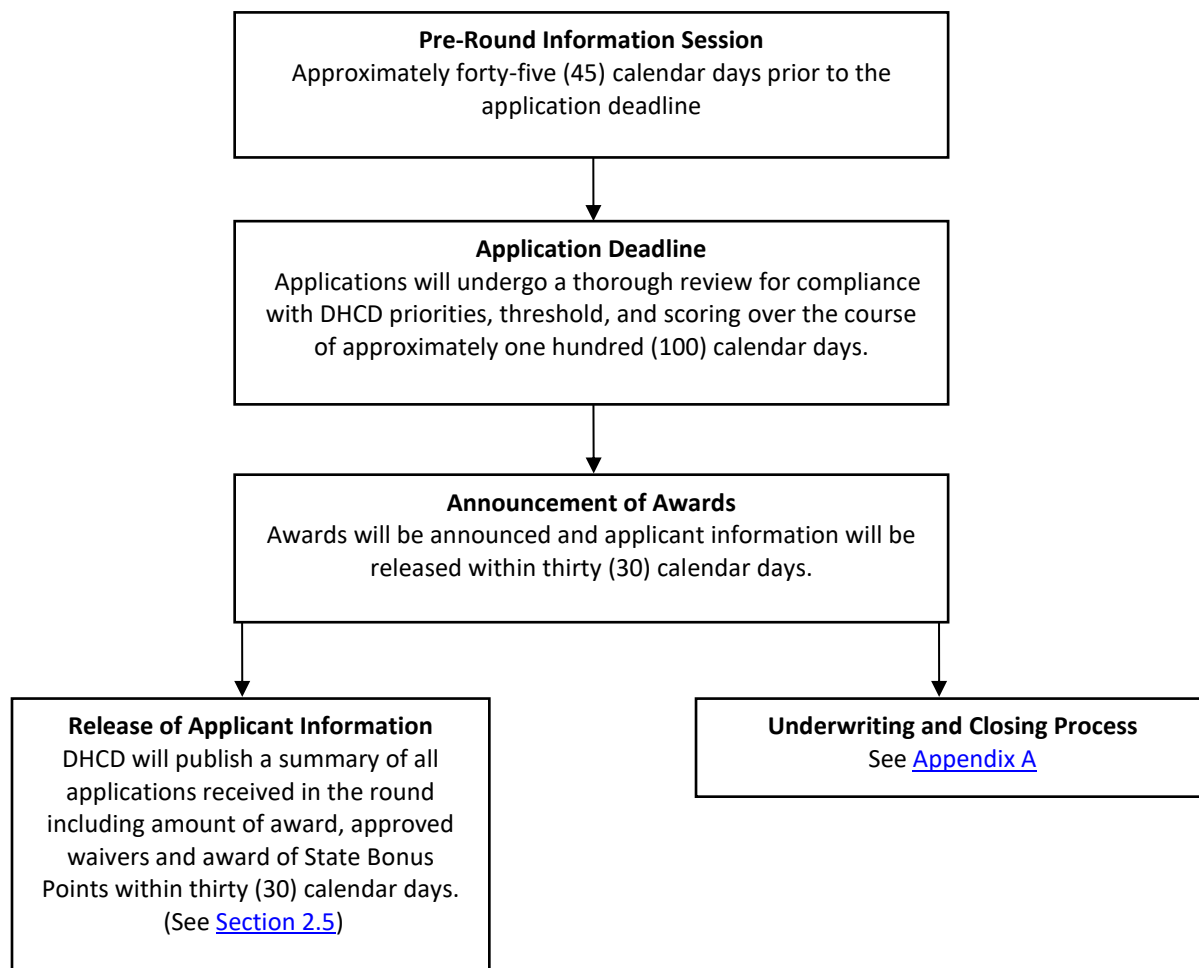 Pre-Round Information Session
Approximately forty-five (45) calendar days prior to the
application deadline
Application Deadline
Applications will undergo a thorough review for compliance
with DHCD priorities, threshold, and scoring over the course
of approximately one hundred (100) calendar days.
Announcement of Awards
Awards will be announced and applicant information will be
released within thirty (30) calendar days.
Release of Applicant Information
DHCD will publish a summary of all
applications received in the round
including amount of award, approved
waivers and award of State Bonus
Points within thirty (30) calendar days.
(See Section 2.5)
Underwriting and Closing Process
See Appendix A